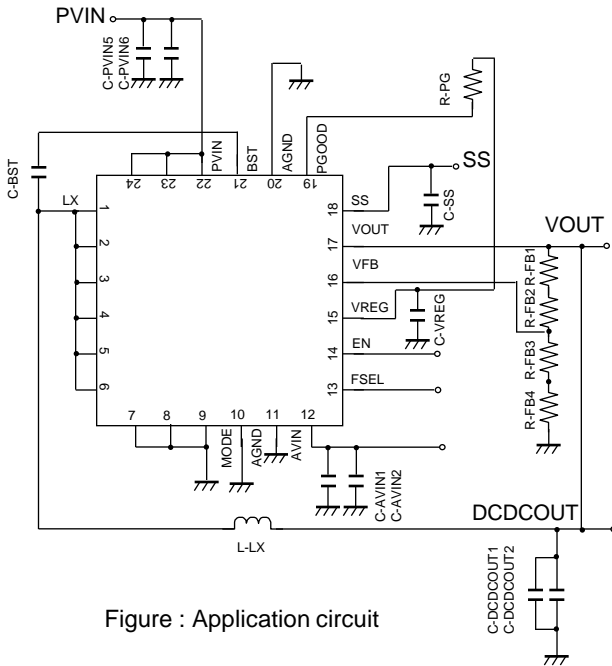 PVIN
C-PVIN5
C-PVIN6
R-PG
C-BST
PVIN
BST
AGND
PGOOD
24
23
22
21
20
19
SS
C-SS
LX
1
2
3
4
5
6
18
17
16
15
14
13
SS
VOUT
VFB
VREG
EN
FSEL
C-VREG
VOUT
R-FB1
R-FB2
R-FB3
R-FB4
7
8
9
10
11
12
MODE
AGND
AVIN
C-AVIN1
C-AVIN2
L-LX
DCDCOUT
C-DCDCOUT1
C-DCDCOUT2
Figure : Application circuit